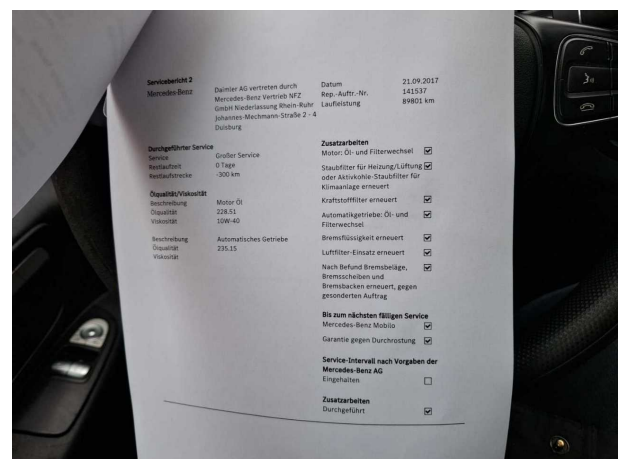 Servicebericht 2
Mercedes-Benz
Daimler AG vertreten durch
Mercedes-Benz Vertrieb NFZ
GmbH Niederlassung Rhein-Ruhr
Johannes-Mechmann-Straße 2 - 4
Duisburg
Datum 21.09.2017
Rep.-Auftr.-Nr. 141537
Laufleistung 89801 km
Durchgeführter Service
Service Großer Service
Restlaufzeit 0 Tage
Restlaufstrecke -300 km
Ölqualität/Viskosität
Beschreibung Motor Öl
Ölqualität 228.51
Viskosität 10W-40
Beschreibung Automatisches Getriebe
Ölqualität 235.15
Viskosität
Zusatzarbeiten
Motor: Öl- und Filterwechsel
Staubfilter für Heizung/Lüftung
oder Aktivkohle-Staubfilter für
Klimaanlage erneuert
Kraftstofffilter erneuert
Automatikgetriebe: Öl- und
Filterwechsel
Bremsflüssigkeit erneuert
Luftfilter-Einsatz erneuert
Nach Befund Bremsbeläge,
Bremsscheiben und
Bremsbacken erneuert, gegen
gesonderten Auftrag
Bis zum nächsten fälligen Service
Mercedes-Benz Mobilo
Garantie gegen Durchrostung
Service-Intervall nach Vorgaben der
Mercedes-Benz AG
Eingehalten
Zusatzarbeiten
Durchgeführt